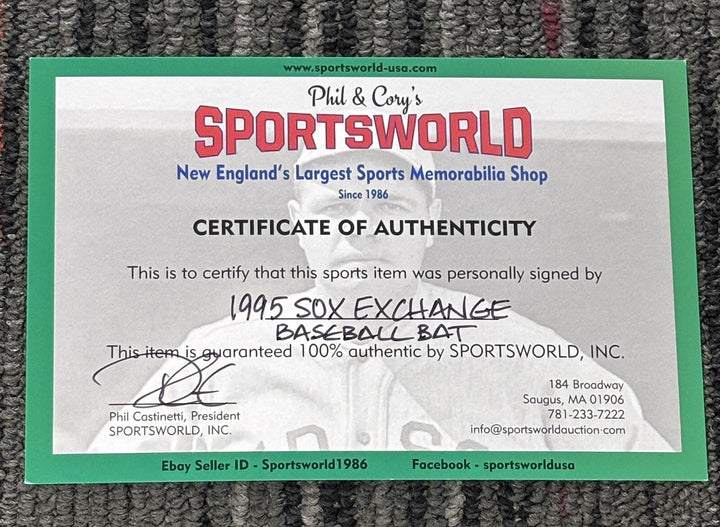 www.sportsworld-usa.com
Phil & Cory's
SPORTSWORLD
New England's Largest Sports Memorabilia Shop
Since 1986
CERTIFICATE OF AUTHENTICITY
This is to certify that this sports item was personally signed by
1995 SOX EXCHANGE
BASEBALL BAT
This item is guaranteed 100% authentic by SPORTSWORLD, INC.
Phil Castinetti, President
SPORTSWORLD, INC.
184 Broadway
Saugus, MA 01906
781-233-7222
info@sportsworldauction.com
Ebay Seller ID - Sportsworld1986
Facebook - sportsworldusa